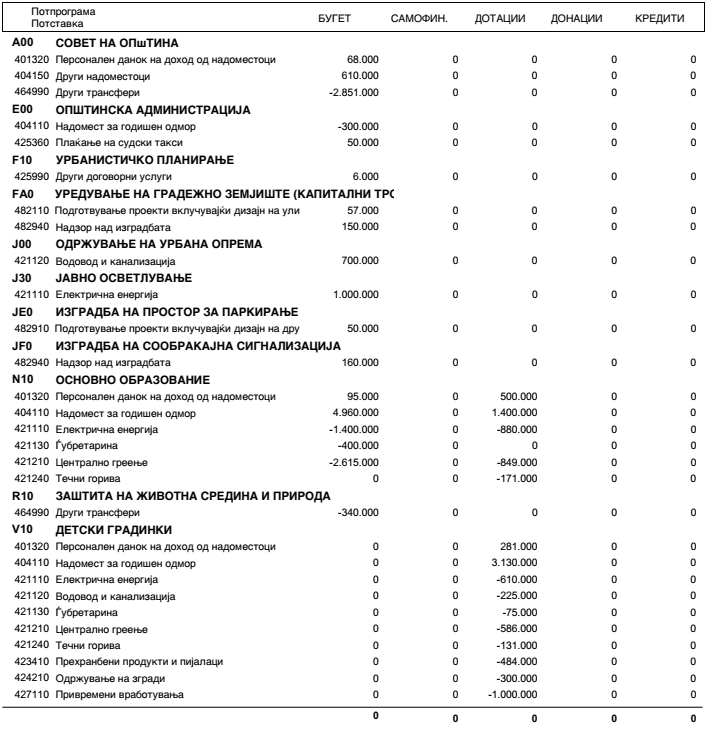 Потпрограма
Потставка БУГЕТ САМОФИН. ДОТАЦИИ ДОНАЦИИ КРЕДИТИ
A00 СОВЕТ НА ОПшТИНА
401320 Персонален данок на доход од надоместоци 68.000 0 0 0 0
404150 Други надоместоци 610.000 0 0 0 0
464990 Други трансфери -2.851.000 0 0 0 0
E00 ОПШТИНСКА АДМИНИСТРАЦИЈА
404110 Надомест за годишен одмор -300.000 0 0 0 0
425360 Плаќање на судски такси 50.000 0 0 0 0
F10 УРБАНИСТИЧКО ПЛАНИРАЊЕ
425990 Други договорни услуги 6.000 0 0 0 0
FA0 УРЕДУВАЊЕ НА ГРАДЕЖНО ЗЕМЈИШТЕ (КАПИТАЛНИ ТРО
482110 Подготвување проекти вклучувајќи дизајн на ули 57.000 0 0 0 0
482940 Надзор над изградбата 150.000 0 0 0 0
J00 ОДРЖУВАЊЕ НА УРБАНА ОПРЕМА
421120 Водовод и канализација 700.000 0 0 0 0
J30 ЈАВНО ОСВЕТЛУВАЊЕ
421110 Електрична енергија 1.000.000 0 0 0 0
JE0 ИЗГРАДБА НА ПРОСТОР ЗА ПАРКИРАЊЕ
482910 Подготвување проекти вклучувајќи дизајн на дру 50.000 0 0 0 0
JF0 ИЗГРАДБА НА СООБРАКАЈНА СИГНАЛИЗАЦИЈА
482940 Надзор над изградбата 160.000 0 0 0 0
N10 ОСНОВНО ОБРАЗОВАНИЕ
401320 Персонален данок на доход од надоместоци 95.000 0 500.000 0 0
404110 Надомест за годишен одмор 4.960.000 0 1.400.000 0 0
421110 Електрична енергија -1.400.000 0 -880.000 0 0
421130 Ѓубретарина -400.000 0 0 0 0
421210 Централно греење -2.615.000 0 -849.000 0 0
421240 Течни горива 0 0 -171.000 0 0
R10 ЗАШТИТА НА ЖИВОТНА СРЕДИНА И ПРИРОДА
464990 Други трансфери -340.000 0 0 0 0
V10 ДЕТСКИ ГРАДИНКИ
401320 Персонален данок на доход од надоместоци 0 0 281.000 0 0
404110 Надомест за годишен одмор 0 0 3.130.000 0 0
421110 Електрична енергија 0 0 -610.000 0 0
421120 Водовод и канализација 0 0 -225.000 0 0
421130 Ѓубретарина 0 0 -75.000 0 0
421210 Централно греење 0 0 -586.000 0 0
421240 Течни горива 0 0 -131.000 0 0
423410 Прехранбени продукти и пијалаци 0 0 -484.000 0 0
424210 Одржување на згради 0 0 -300.000 0 0
427110 Привремени вработувања 0 0 -1.000.000 0 0
0 0 0 0 0